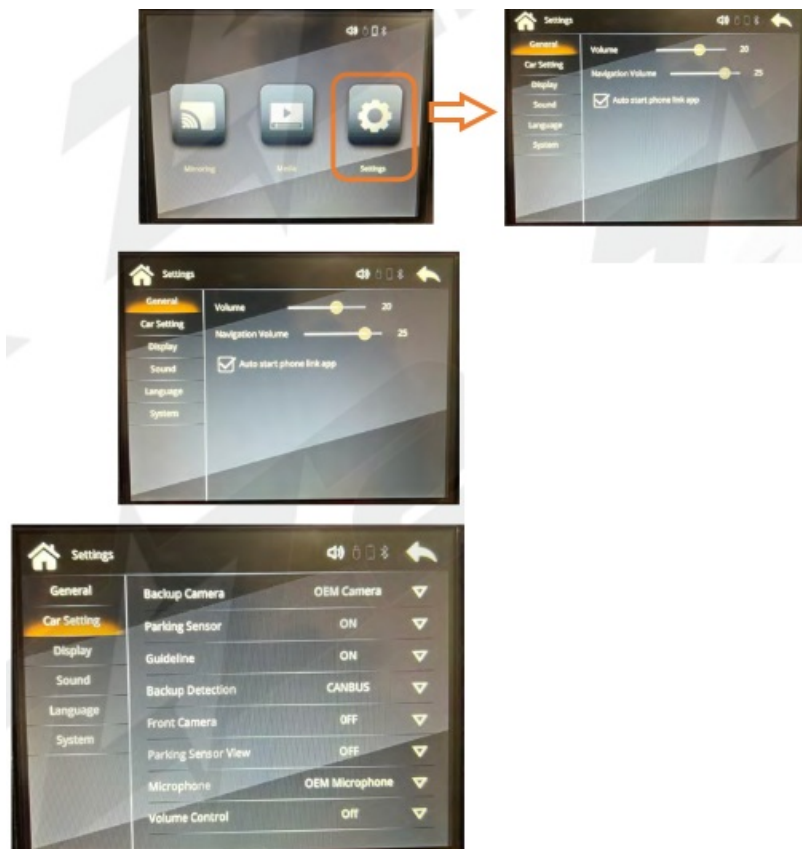 Mirroring Media Settings
Settings
General
Car Setting
Display
Sound
Language
System
Volume 20
Navigation Volume 25
Auto start phone link app
Settings
General
Car Setting
Display
Sound
Language
System
Volume 20
Navigation Volume 25
Auto start phone link app
Settings
General
Car Setting
Display
Sound
Language
System
Backup Camera OEM Camera
Parking Sensor ON
Guideline ON
Backup Detection CANBUS
Front Camera OFF
Parking Sensor View OFF
Microphone OEM Microphone
Volume Control Off